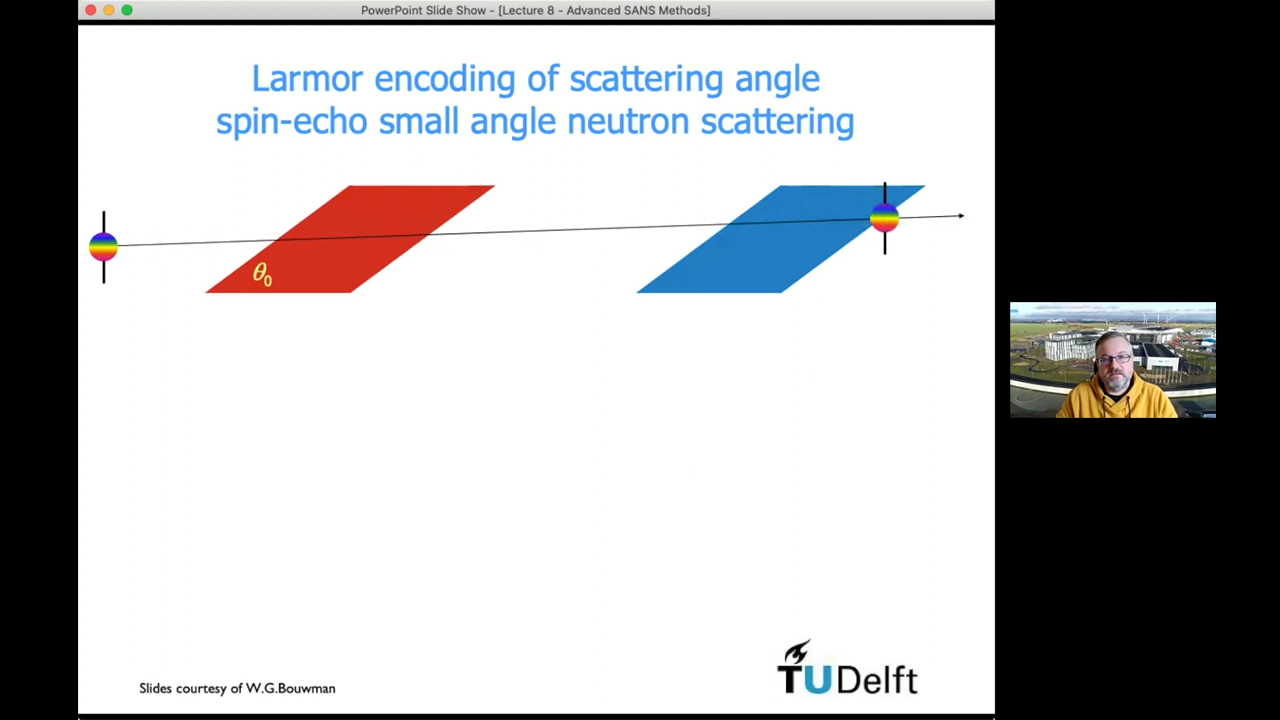 PowerPoint Slide Show - [Lecture 8 - Advanced SANS Methods]
Larmor encoding of scattering angle
spin-echo small angle neutron scattering
θ0
Slides courtesy of W.G.Bouwman
TUDelft